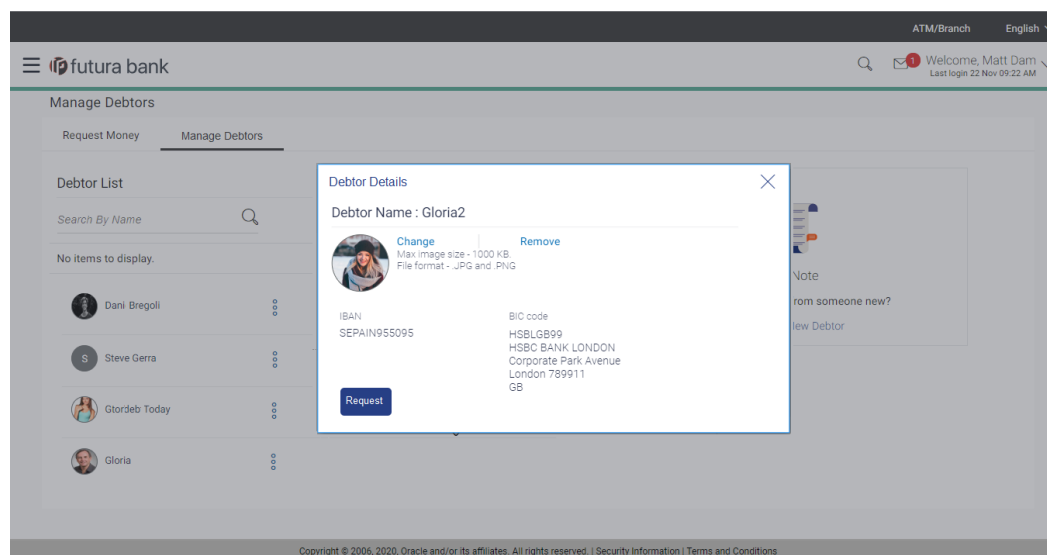 ATM/Branch English
futura bank
1
Welcome, Matt Dam
Last login 22 Nov 09:22 AM
Manage Debtors
Request Money Manage Debtors
Debtor List
Search By Name
No items to display.
Dani Bregoli
S Steve Gerra
Gtordeb Today
Gloria
Debtor Details
Debtor Name : Gloria2
Change Remove
Max image size - 1000 KB.
File format - .JPG and .PNG
IBAN
SEPAIN955095
BIC code
HSBLGB99
HSBC BANK LONDON
Corporate Park Avenue
London 789911
GB
Request
Note
rom someone new?
Debtor
Copyright © 2006, 2020, Oracle and/or its affiliates. All rights reserved. | Security Information | Terms and Conditions